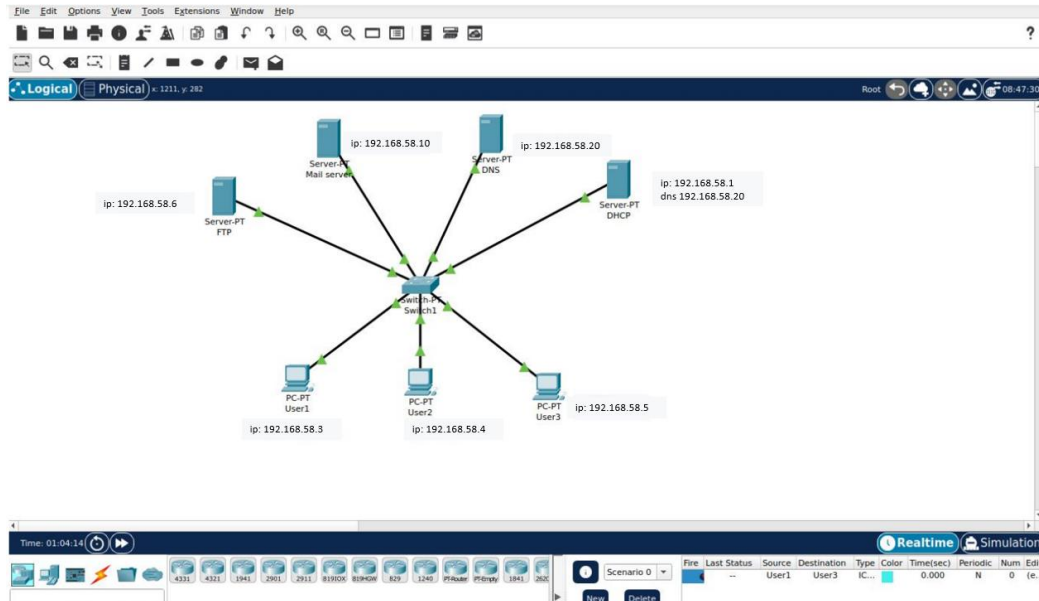 File Edit Options View Tools Extensions Window Help
?
Logical Physical x: 1211, y: 282 Root 08:47:30
ip: 192.168.58.10
Server-PT
Mail server
ip: 192.168.58.20
Server-PT
DNS
ip: 192.168.58.1
dns 192.168.58.20
Server-PT
DHCP
ip: 192.168.58.6
Server-PT
FTP
Switch-PT
Switch1
PC-PT
User1
ip: 192.168.58.3
PC-PT
User2
ip: 192.168.58.4
PC-PT
User3
ip: 192.168.58.5
Time: 01:04:14 Realtime Simulation
4331 4321 1941 2901 2911 819IOX 819HGW 829 1240 PT-Router PT-Empty 1841 2620
Scenario 0
New Delete
Fire Last Status Source Destination Type Color Time(sec) Periodic Num Edi
-- User1 User3 IC... 0.000 N 0 (e.